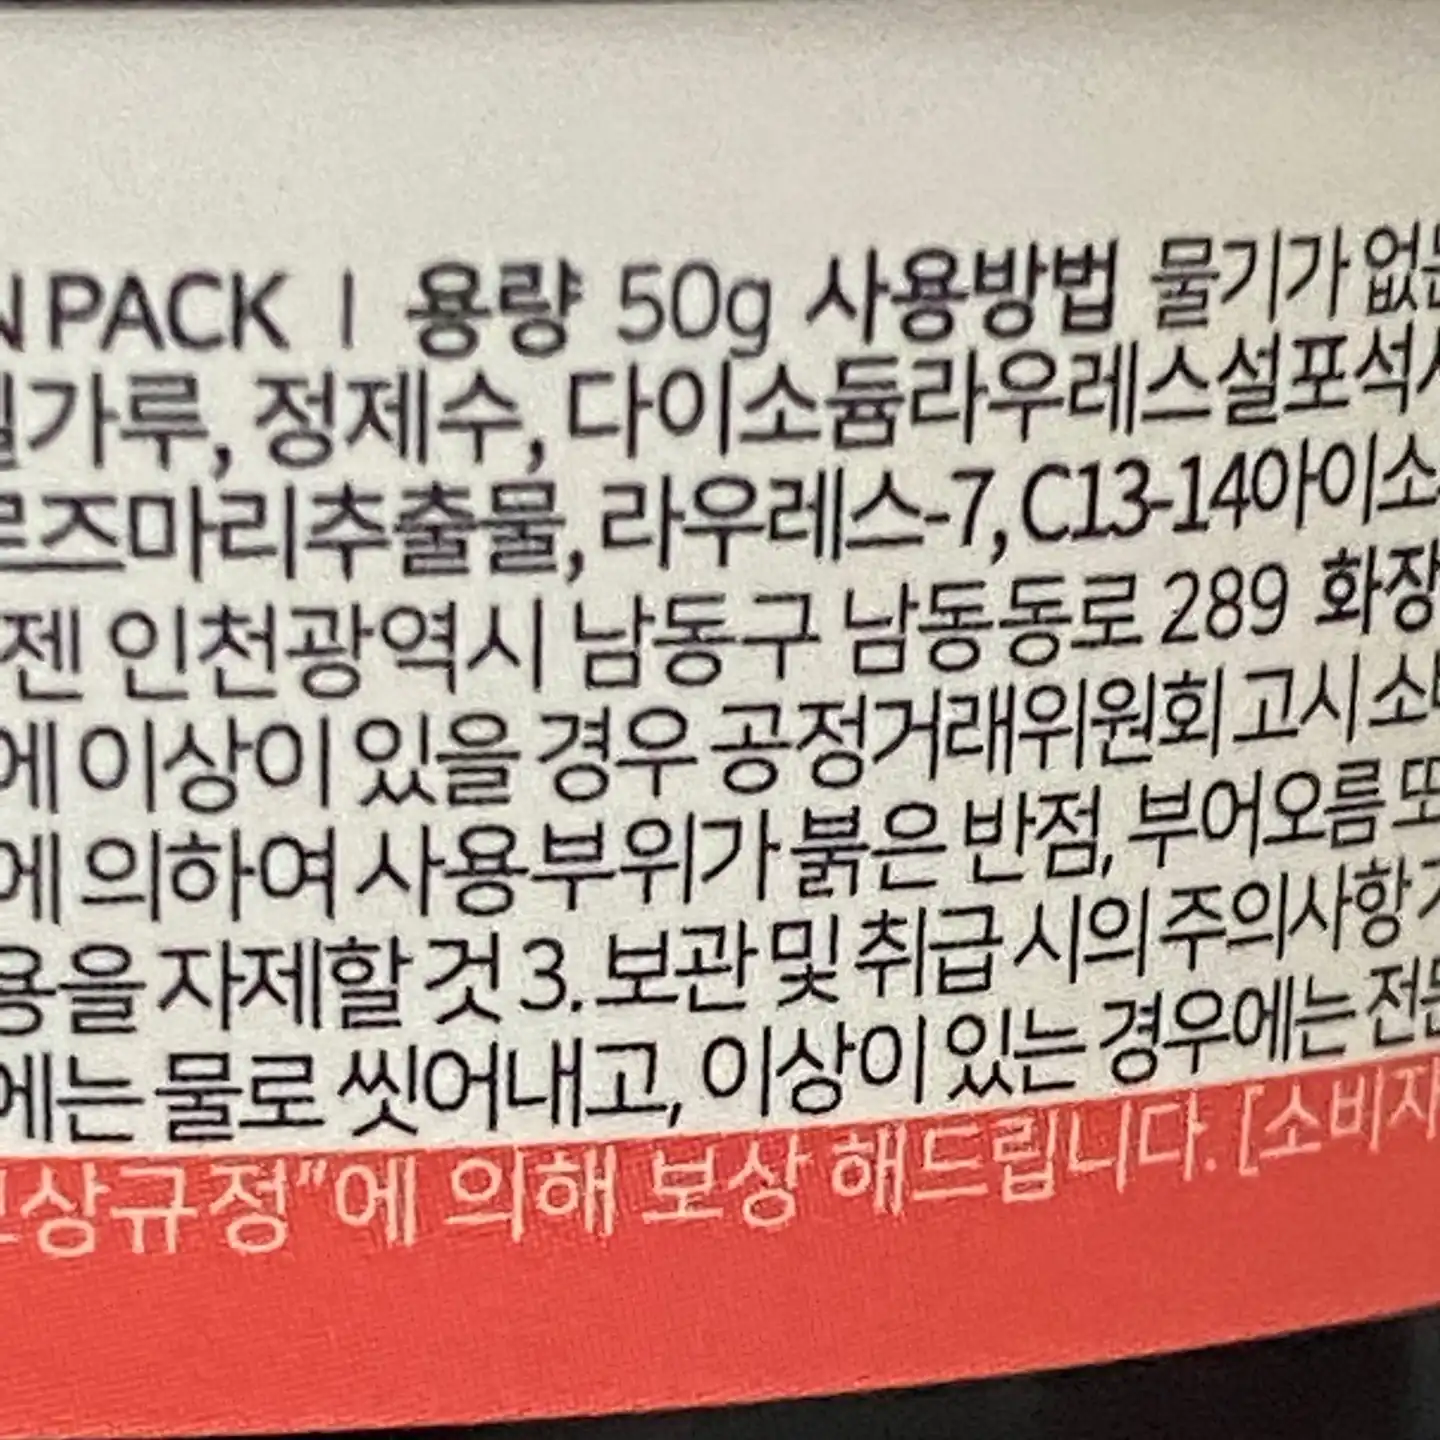 PACK | 용량 50g 사용방법 물기가
가루, 정제수, 다이소듐라우레스설포석시
로즈마리추출물, 라우레스-7, C13-14아이소
젠 인천광역시 남동구 남동동로 289 화장
에 이상이 있을 경우 공정거래위원회 고시 소
에 의하여 사용부위가 붉은 반점, 부어오름 또
용을 자제할 것 3. 보관 및 취급 시의 주의사항
에는 물로 씻어내고, 이상이 있는 경우에는 전
상규정”에 의해 보상 해드립니다. [소비자